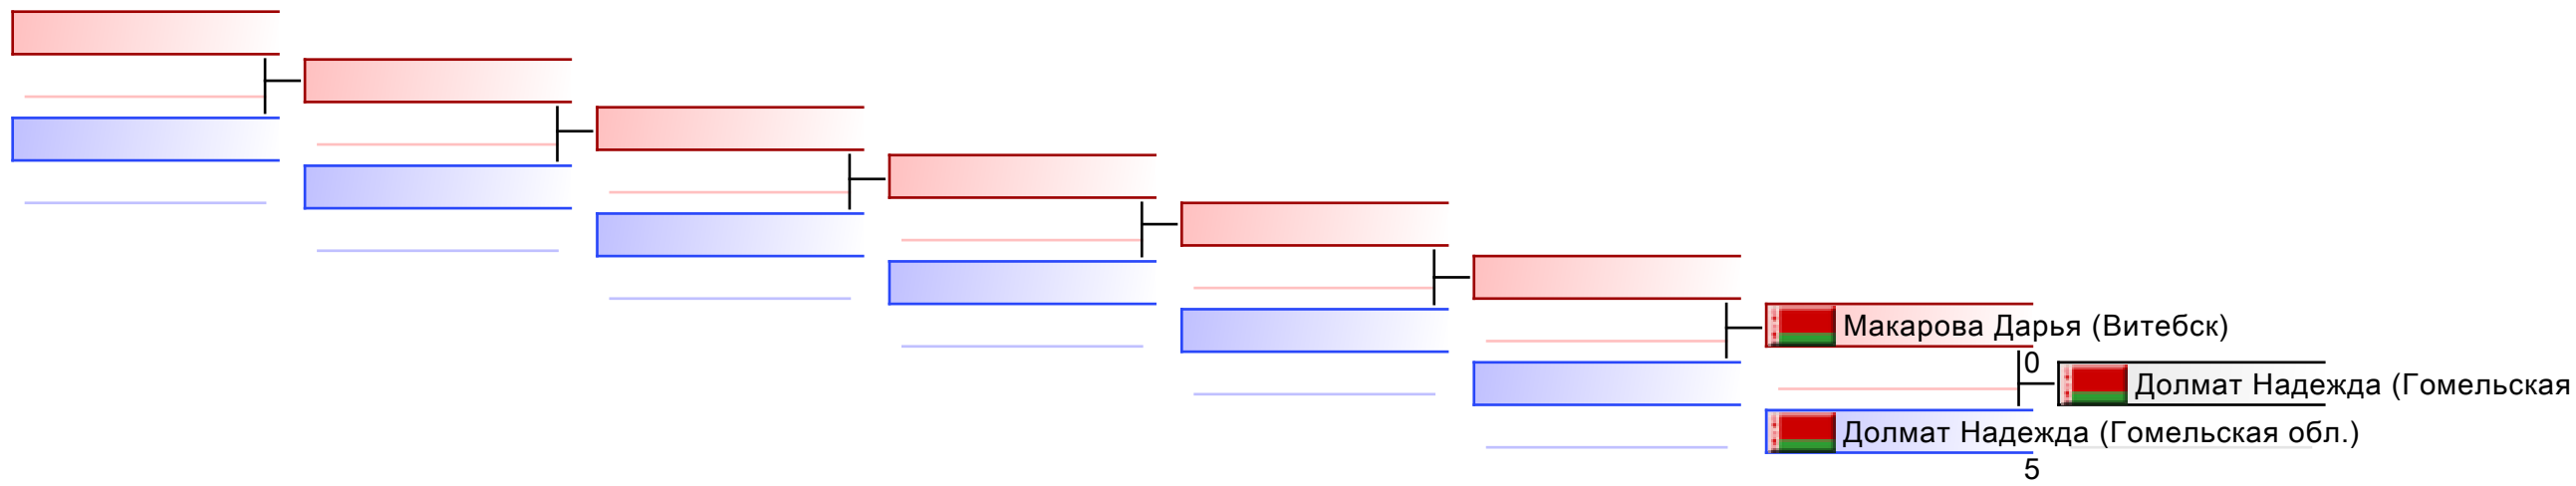 Макарова Дарья (Витебск)
0
Долмат Надежда (Гомельская
Долмат Надежда (Гомельская обл.)
5